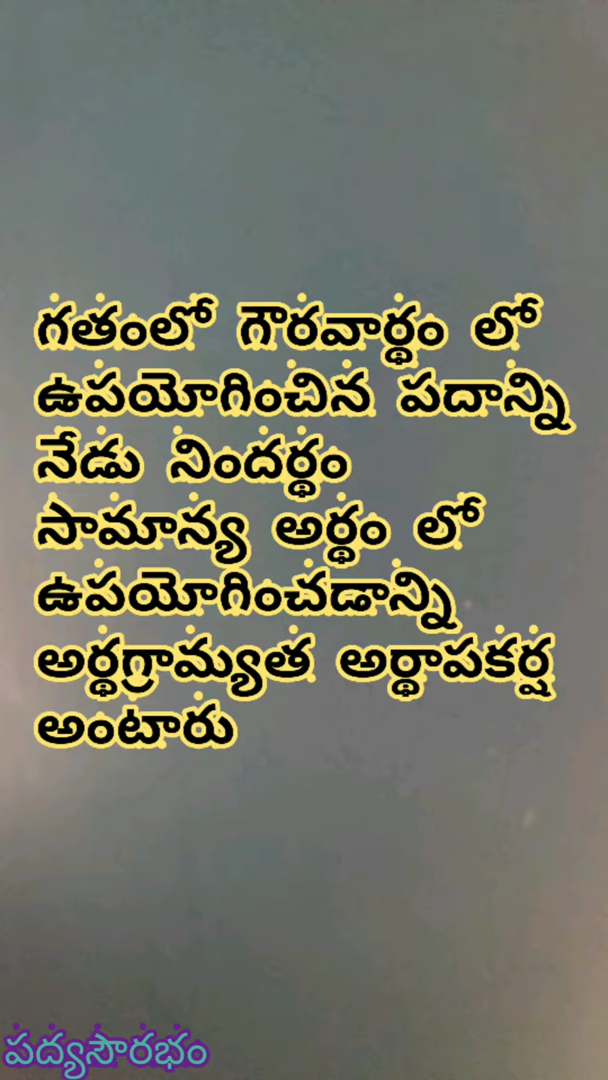 గతంలో గౌరవార్థం లో
ఉపయోగించిన పదాన్ని
నేడు నిందర్థం
సామాన్య అర్థం లో
ఉపయోగించడాన్ని
అర్థగ్రామ్యత అర్థాపకర్ష
అంటారు
పద్యసౌరభం